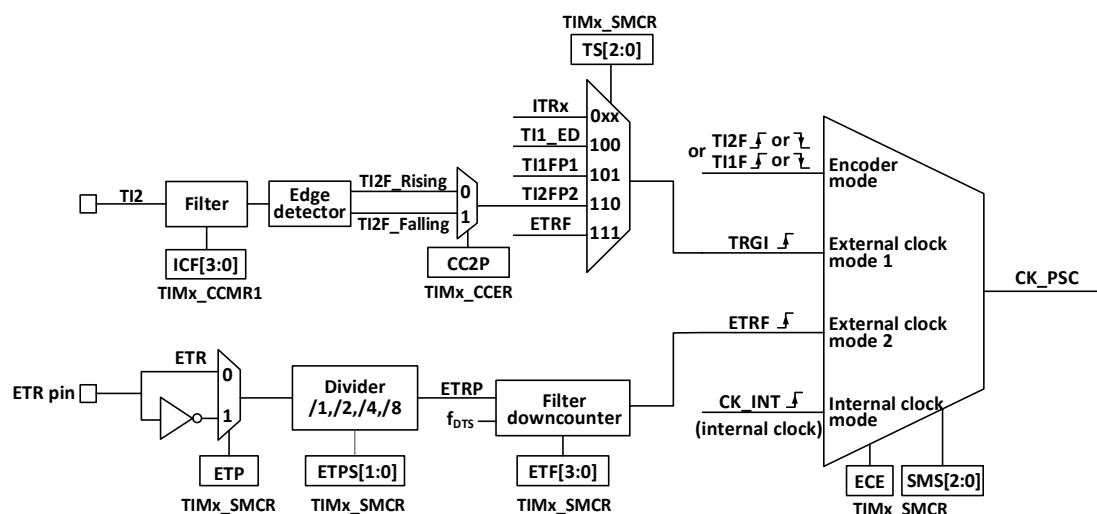 TIMx_SMCR
TS[2:0]
ITRx
0xx
TI1_ED
100
TI1FP1
101
TI2FP2
110
ETRF
111
TI2
Filter
Edge
detector
TI2F_Rising
TI2F_Falling
0
1
ICF[3:0]
TIMx_CCMR1
CC2P
TIMx_CCER
or TI2F or
TI1F or
Encoder
mode
TRGI
External clock
mode 1
ETRF
External clock
mode 2
CK_INT
(internal clock)
Internal clock
mode
CK_PSC
ECE
SMS[2:0]
TIMx_SMCR
ETR pin
ETR
0
1
ETP
TIMx_SMCR
Divider
/1,/2,/4,/8
ETPS[1:0]
TIMx_SMCR
ETRP
fDTS
Filter
downcounter
ETF[3:0]
TIMx_SMCR